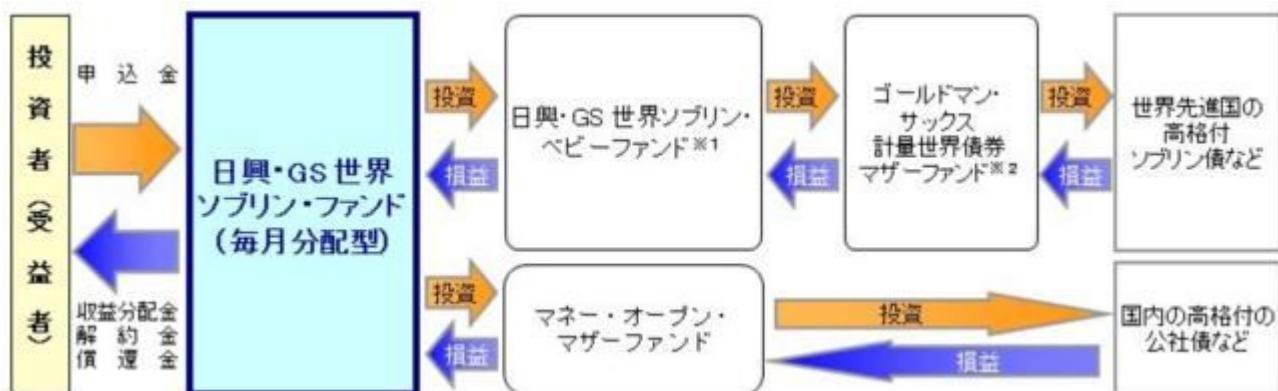 投資者(受益者)
申込金
収益分配金
解約金
償還金
日興・GS 世界
ソブリン・ファンド
(毎月分配型)
投資
損益
日興・GS 世界ソブリン・
ベビーファンド※1
投資
損益
ゴールドマン・
サックス
計量世界債券
マザーファンド※2
投資
損益
世界先進国の
高格付
ソブリン債など
投資
損益
マネー・オープン・
マザーファンド
投資
損益
国内の高格付の
公社債など